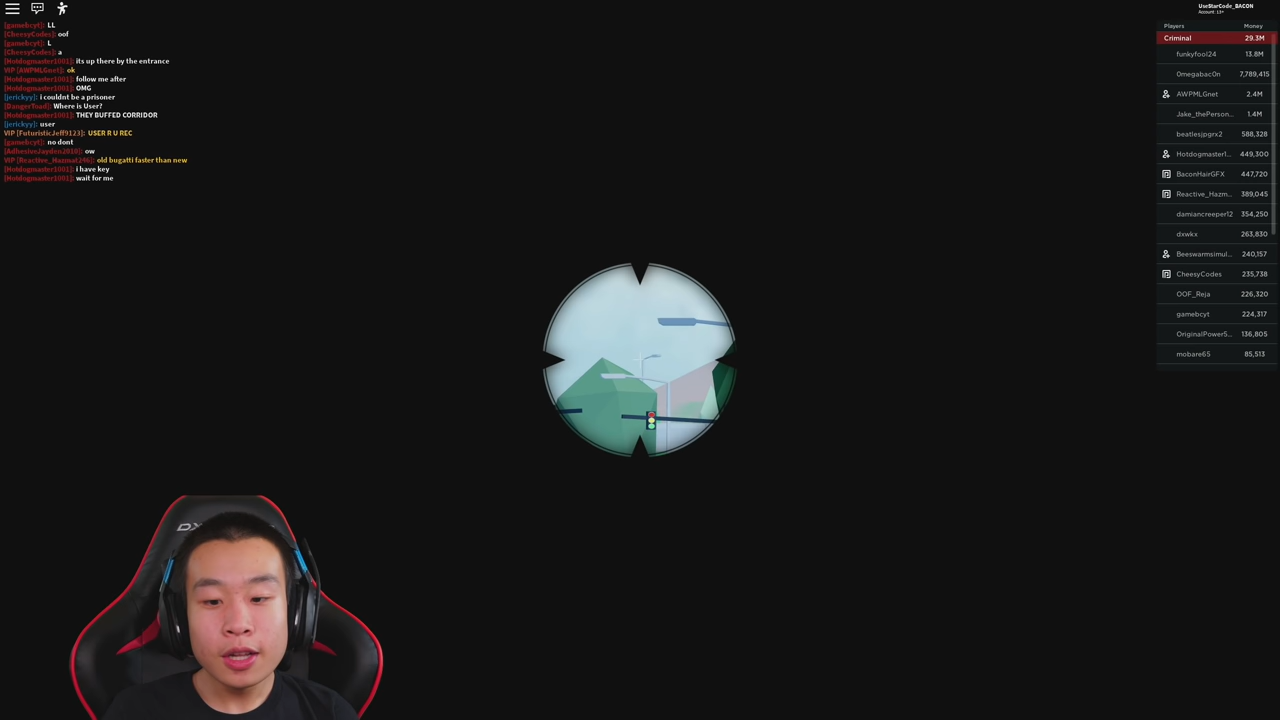 [gamebcyt]: LL
[CheesyCodes]: oof
[gamebcyt]: L
[CheesyCodes]: a
[Hotdogmaster1001]: its up there by the entrance
VIP [AWPMLGnet]: ok
[Hotdogmaster1001]: follow me after
[Hotdogmaster1001]: OMG
[jerickyy]: i couldnt be a prisoner
[DangerToad]: Where is User?
[Hotdogmaster1001]: THEY BUFFED CORRIDOR
[jerickyy]: user
VIP [FuturisticJeff9123]: USER R U REC
[gamebcyt]: no dont
[AdhesiveJayden2010]: ow
VIP [Reactive_Hazmat246]: old bugatti faster than new
[Hotdogmaster1001]: i have key
[Hotdogmaster1001]: wait for me
UseStarCode_BACON
Account: 13+
Players Money
Criminal 29.3M
funkyfool24 13.8M
0megabac0n 7,789,415
AWPMLGnet 2.4M
Jake_thePerson... 1.4M
beatlesjpgrx2 588,328
Hotdogmaster1... 449,300
BaconHairGFX 447,720
Reactive_Hazm... 389,045
damiancreeper12 354,250
dxwkx 263,830
Beeswarmsimul... 240,157
CheesyCodes 235,738
OOF_Reja 226,320
gamebcyt 224,317
OriginalPower5... 136,805
mobare65 85,513